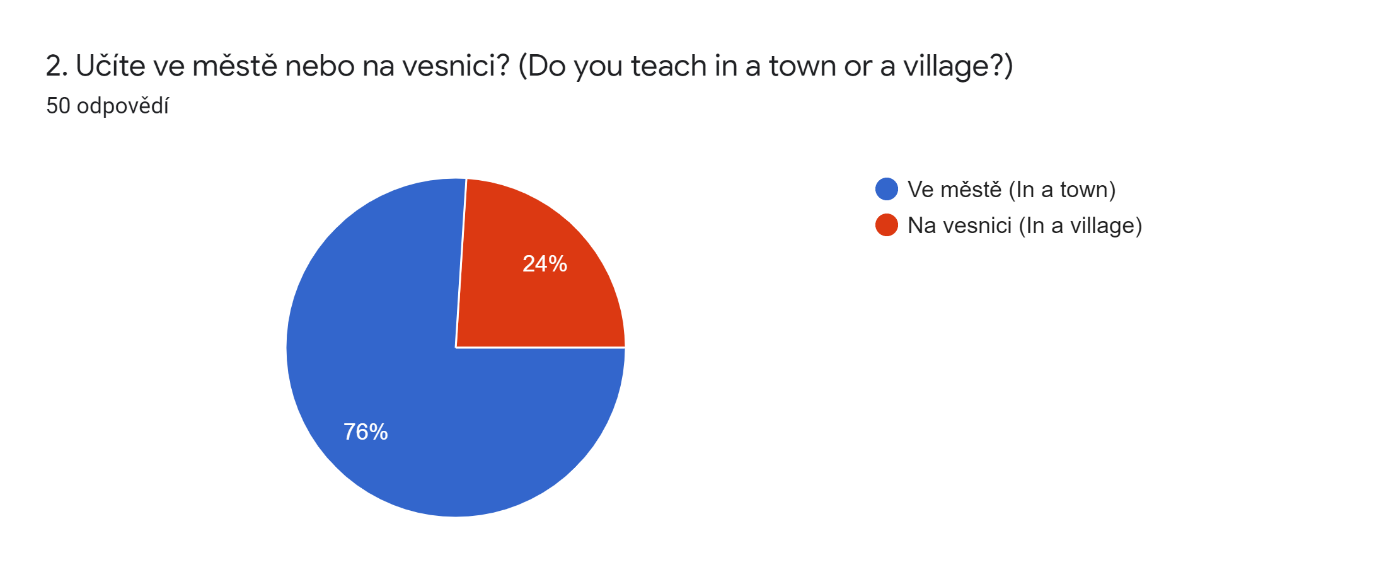 2. Učíte ve městě nebo na vesnici? (Do you teach in a town or a village?)
50 odpovědí
Ve městě (In a town)
Na vesnici (In a village)
24%
76%